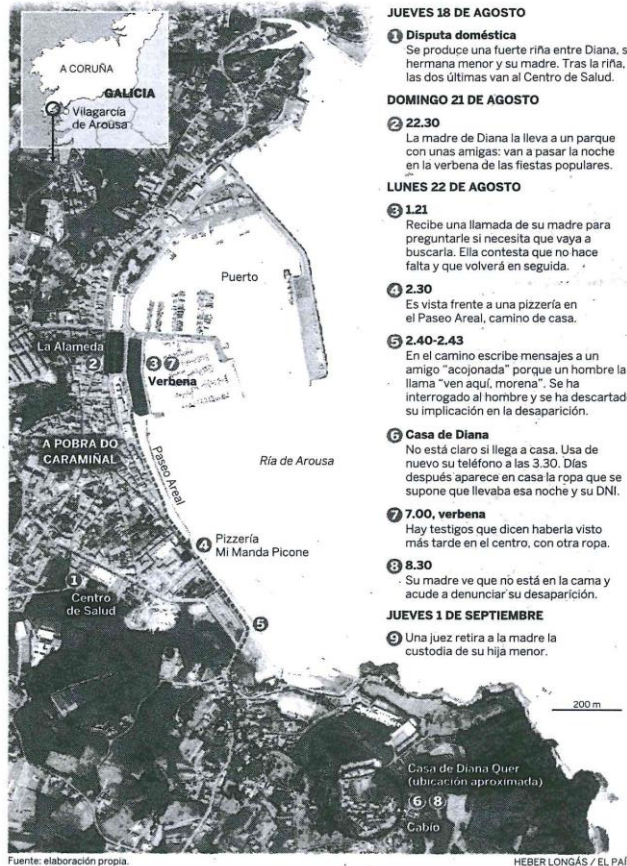 A CORUÑA
GALICIA
Vilagarcía
de Arousa
Puerto
La Alameda
2
3 7
Verbena
A POBRA DO
CARAMIÑAL
Paseo Areal
Ría de Arousa
4 Pizzería
Mi Manda Picone
1
Centro
de Salud
5
200 m
Casa de Diana Quer
(ubicación aproximada)
6 8
Cabío
Fuente: elaboración propia.
HEBER LONGÁS / EL PAÍ
JUEVES 18 DE AGOSTO
1 Disputa doméstica
Se produce una fuerte riña entre Diana, s
hermana menor y su madre. Tras la riña,
las dos últimas van al Centro de Salud.
DOMINGO 21 DE AGOSTO
2 22.30
La madre de Diana la lleva a un parque
con unas amigas: van a pasar la noche
en la verbena de las fiestas populares.
LUNES 22 DE AGOSTO
3 1.21
Recibe una llamada de su madre para
preguntarle si necesita que vaya a
buscarla. Ella contesta que no hace
falta y que volverá en seguida.
4 2.30
Es vista frente a una pizzería en
el Paseo Areal, camino de casa.
5 2.40-2.43
En el camino escribe mensajes a un
amigo "acojonada" porque un hombre la
llama "ven aquí, morena". Se ha
interrogado al hombre y se ha descartad
su implicación en la desaparición.
6 Casa de Diana
No está claro si llega a casa. Usa de
nuevo su teléfono a las 3.30. Días
después aparece en casa la ropa que se
supone que llevaba esa noche y su DNI.
7 7.00, verbena
Hay testigos que dicen haberla visto
más tarde en el centro, con otra ropa.
8 8.30
Su madre ve que no está en la cama y
acude a denunciar su desaparición.
JUEVES 1 DE SEPTIEMBRE
9 Una juez retira a la madre la
custodia de su hija menor.